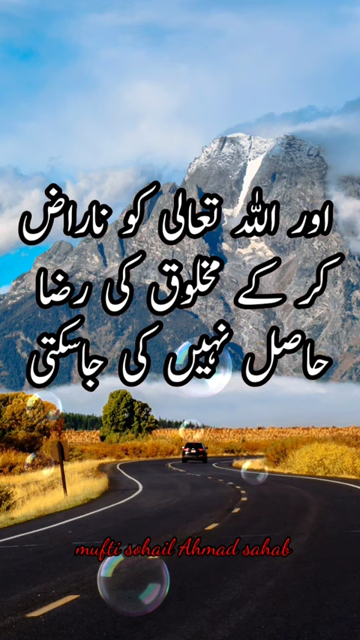 اور اللہ تعالی کو ناراض
کر کے مخلوق کی رضا
حاصل نہیں کی جاسکتی
mufti sohail Ahmad sahab